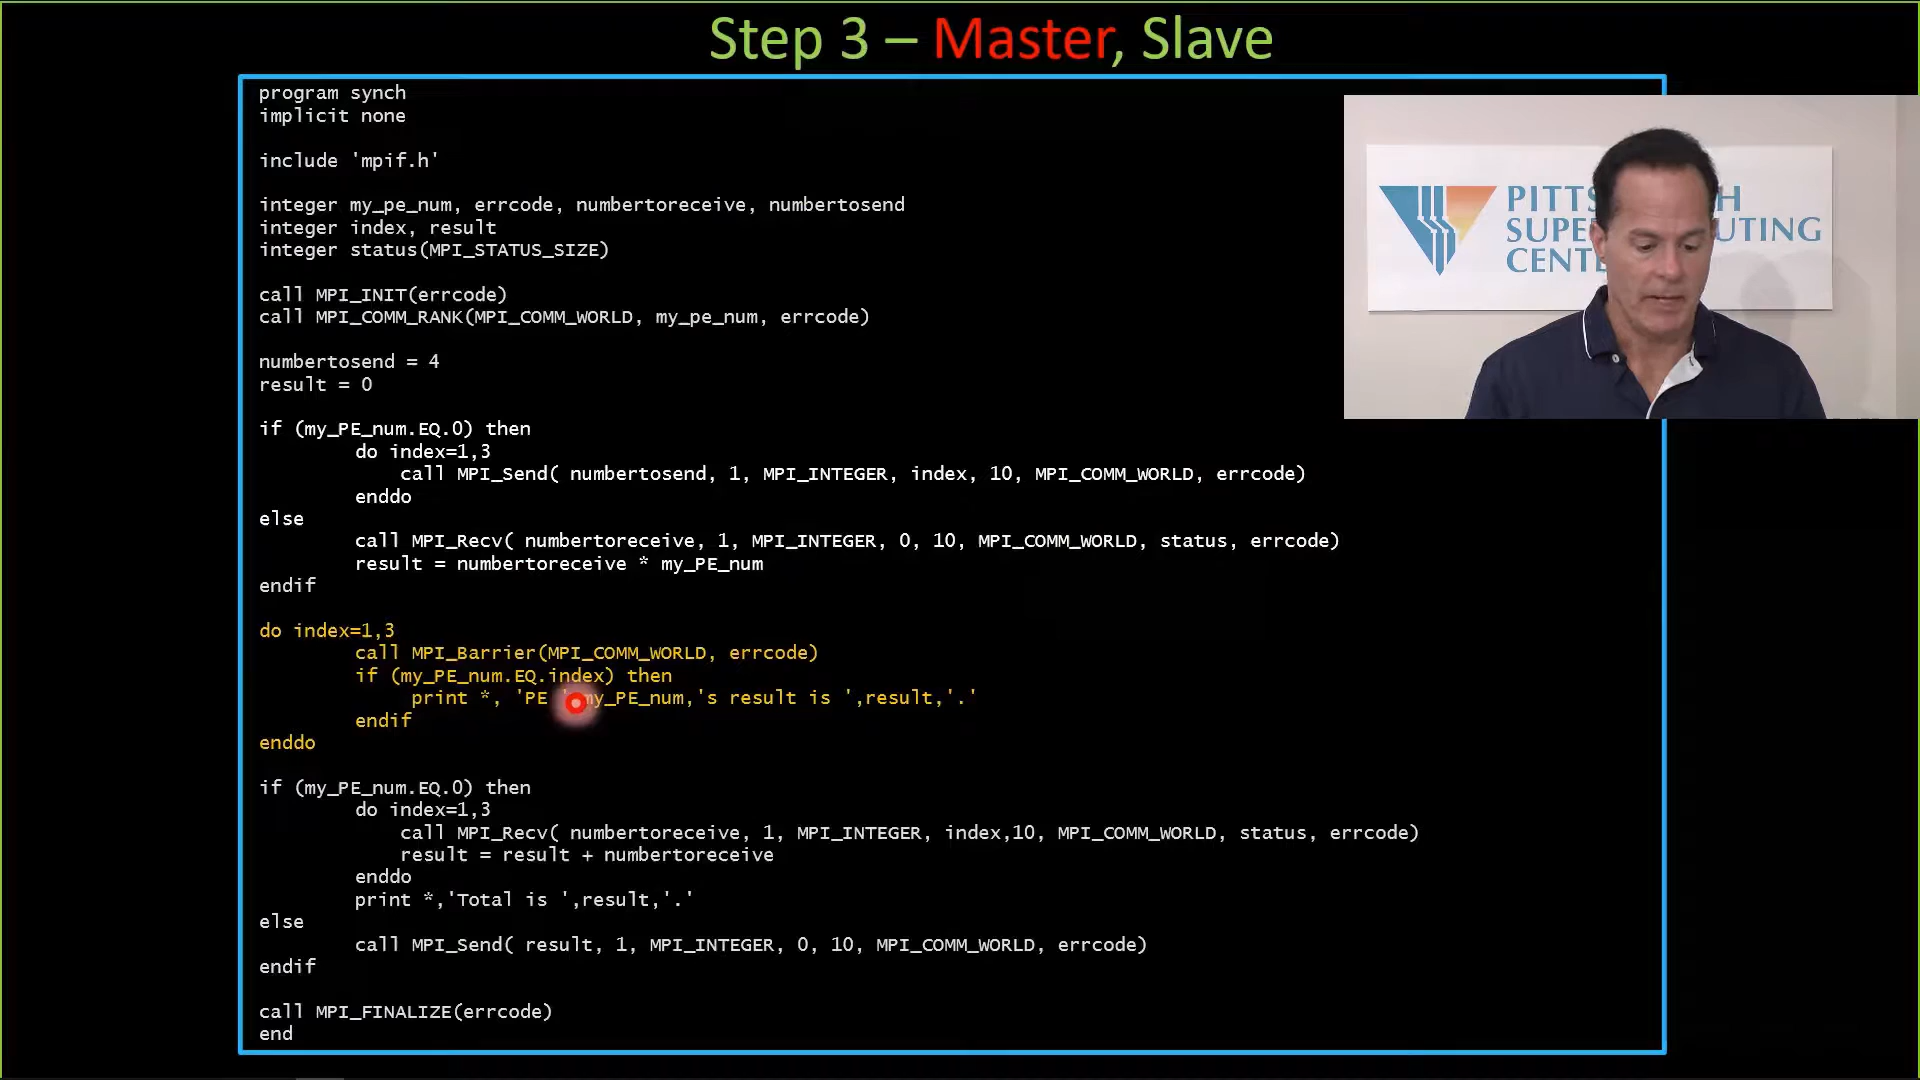 Step 3 – Master, Slave
program synch
implicit none
include 'mpif.h'
integer my_pe_num, errcode, numbertoreceive, numbertosend
integer index, result
integer status(MPI_STATUS_SIZE)
call MPI_INIT(errcode)
call MPI_COMM_RANK(MPI_COMM_WORLD, my_pe_num, errcode)
numbertosend = 4
result = 0
if (my_PE_num.EQ.0) then
do index=1,3
call MPI_Send( numbertosend, 1, MPI_INTEGER, index, 10, MPI_COMM_WORLD, errcode)
enddo
else
call MPI_Recv( numbertoreceive, 1, MPI_INTEGER, 0, 10, MPI_COMM_WORLD, status, errcode)
result = numbertoreceive * my_PE_num
endif
do index=1,3
call MPI_Barrier(MPI_COMM_WORLD, errcode)
if (my_PE_num.EQ.index) then
print *, 'PE ',my_PE_num,'s result is ',result,'.'
endif
enddo
if (my_PE_num.EQ.0) then
do index=1,3
call MPI_Recv( numbertoreceive, 1, MPI_INTEGER, index,10, MPI_COMM_WORLD, status, errcode)
result = result + numbertoreceive
enddo
print *,'Total is ',result,'.'
else
call MPI_Send( result, 1, MPI_INTEGER, 0, 10, MPI_COMM_WORLD, errcode)
endif
call MPI_FINALIZE(errcode)
end